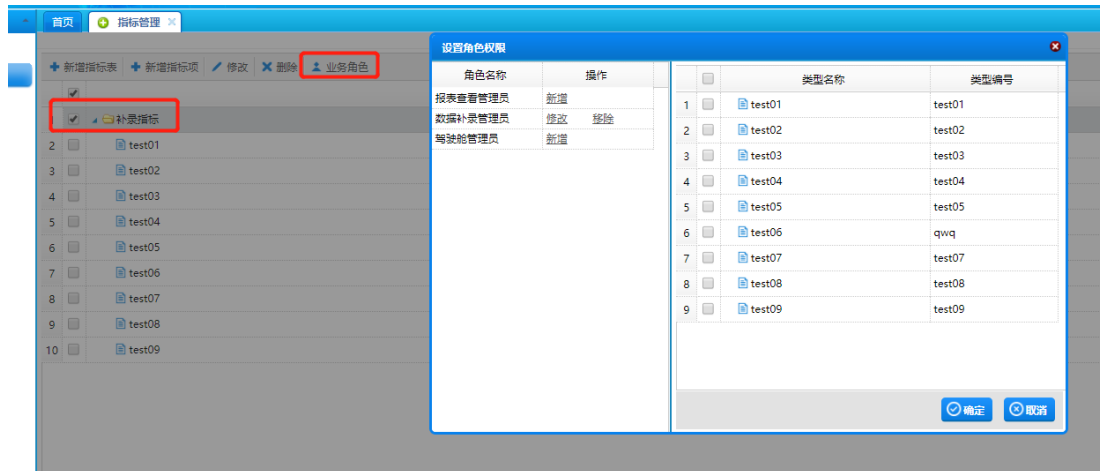 首页 指标管理
新增指标表 新增指标项 修改 删除 业务角色
1 补录指标
2 test01
3 test02
4 test03
5 test04
6 test05
7 test06
8 test07
9 test08
10 test09
设置角色权限
角色名称 操作
报表查看管理员 新增
数据补录管理员 修改 移除
驾驶舱管理员 新增
类型名称 类型编号
1 test01 test01
2 test02 test02
3 test03 test03
4 test04 test04
5 test05 test05
6 test06 qwq
7 test07 test07
8 test08 test08
9 test09 test09
确定 取消